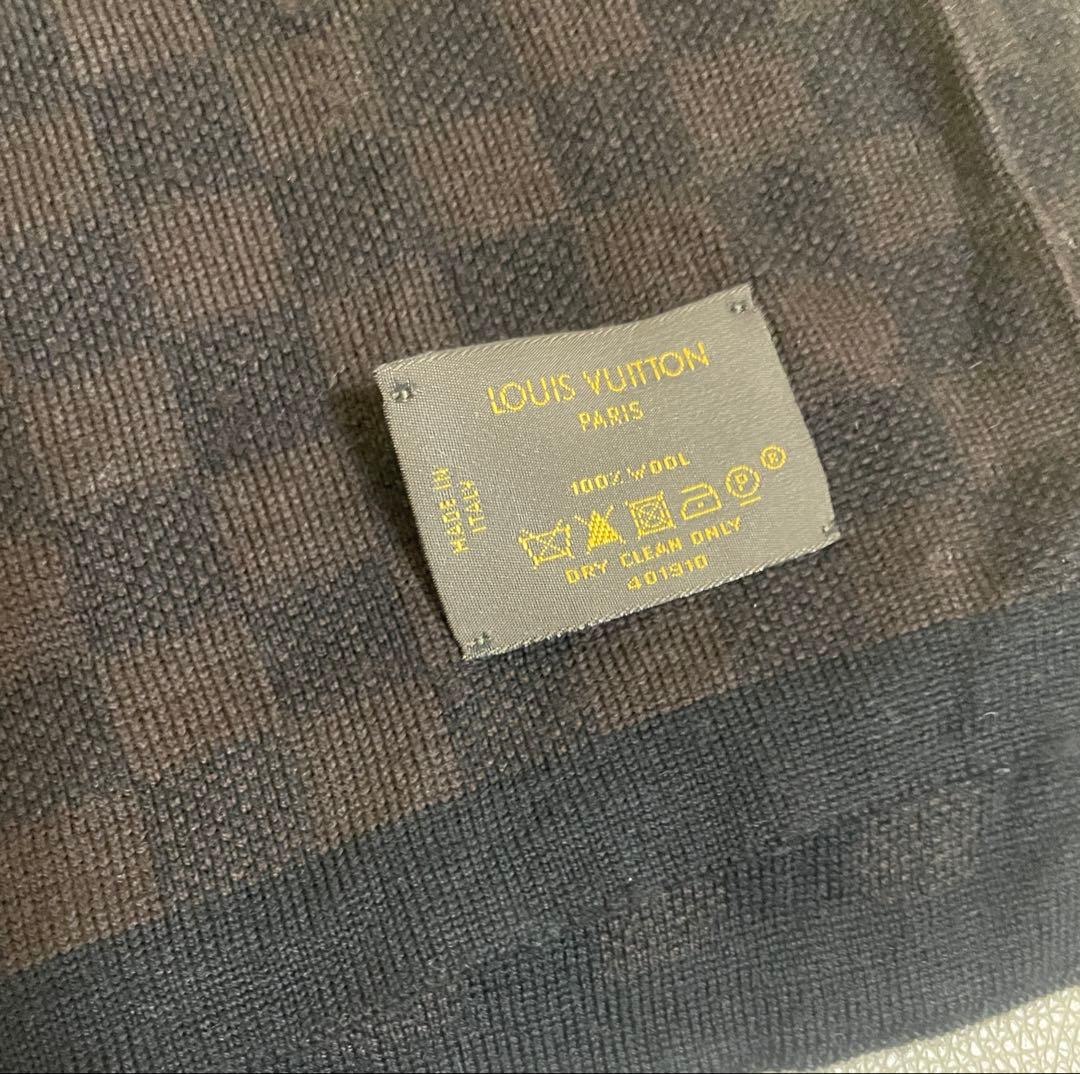 LOUIS VUITTON
PARIS
MADE IN
ITALY
100% WOOL
P
®
DRY CLEAN ONLY
401910